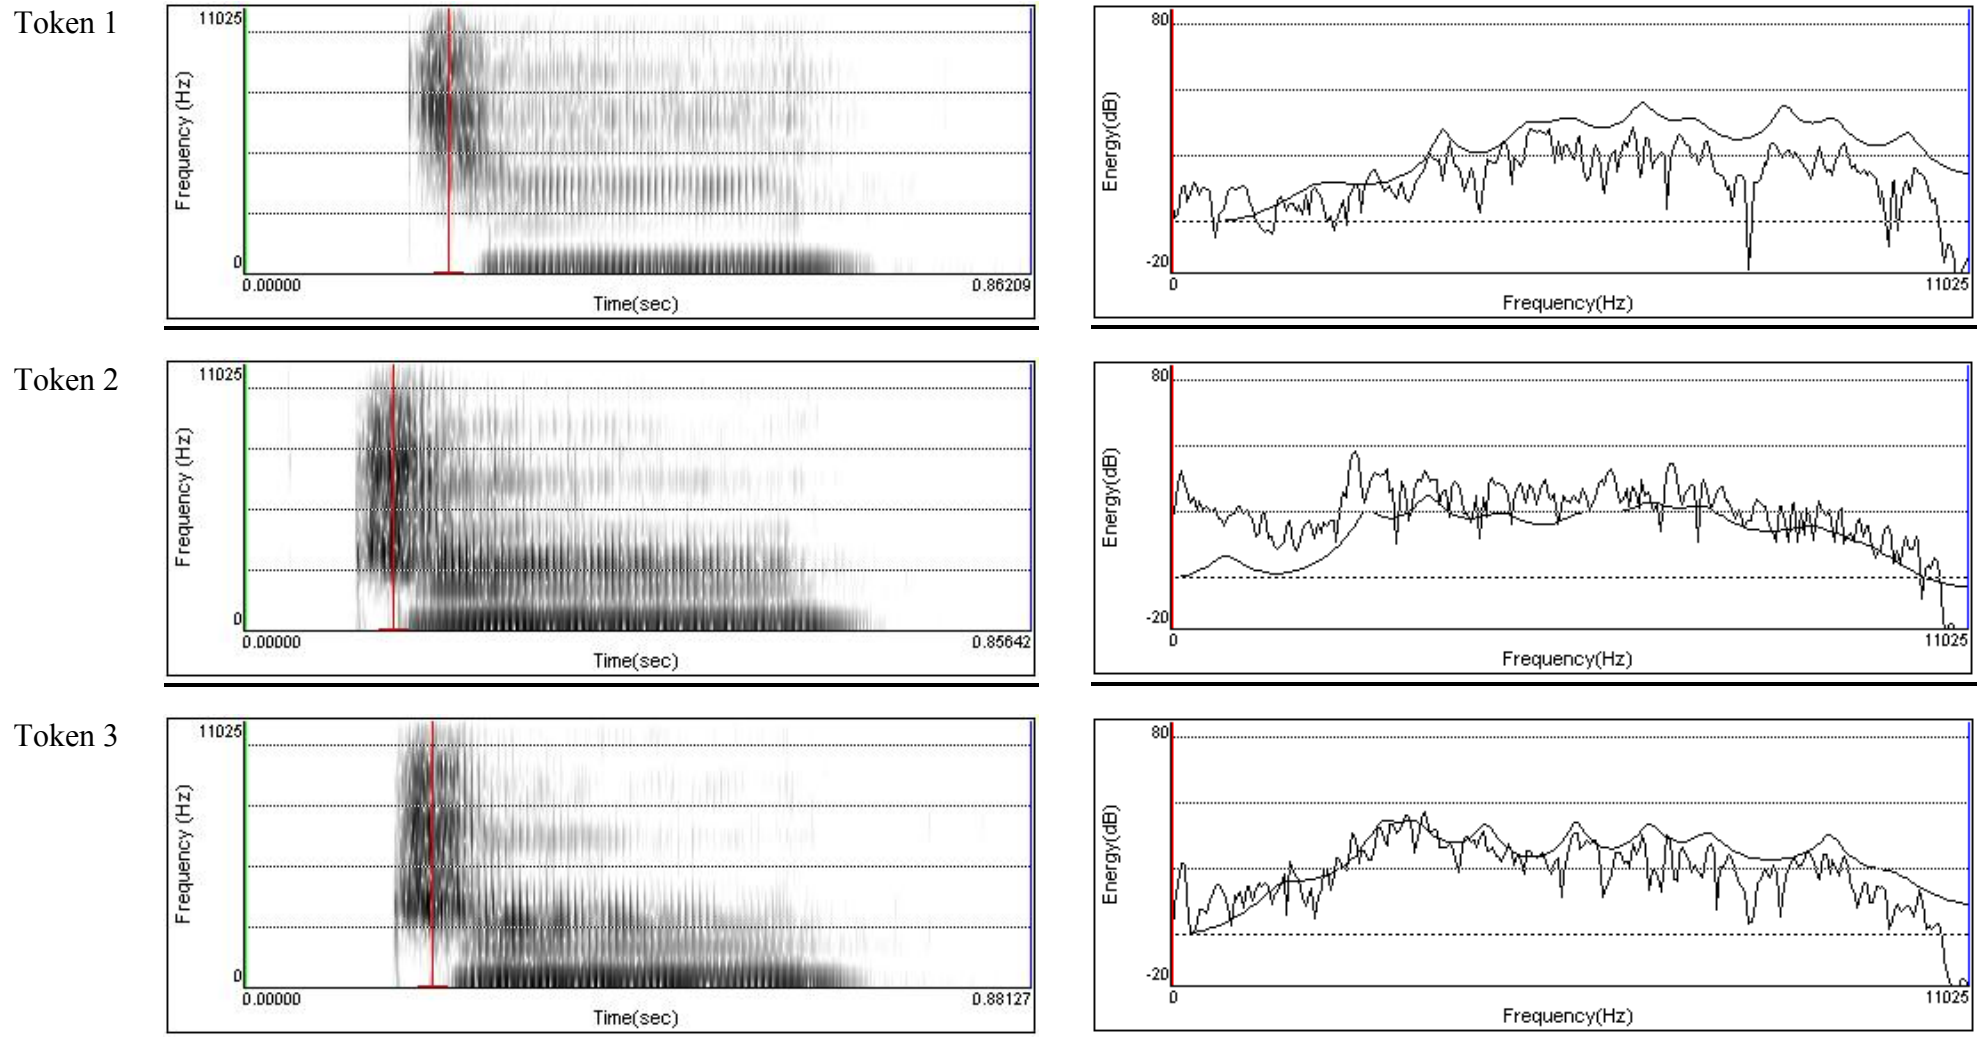 Token 1
11025
Frequency (Hz)
0
0.00000
0.86209
Time(sec)
80
Energy(dB)
-20
0
11025
Frequency(Hz)
Token 2
11025
Frequency (Hz)
0
0.00000
0.85642
Time(sec)
80
Energy(dB)
-20
0
11025
Frequency(Hz)
Token 3
11025
Frequency (Hz)
0
0.00000
0.88127
Time(sec)
80
Energy(dB)
-20
0
11025
Frequency(Hz)